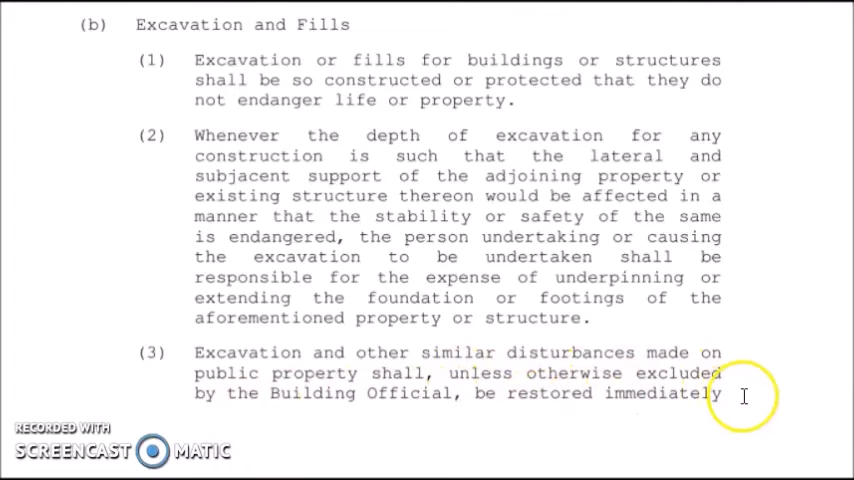 (b) Excavation and Fills
(1) Excavation or fills for buildings or structures
shall be so constructed or protected that they do
not endanger life or property.
(2) Whenever the depth of excavation for any
construction is such that the lateral and
subjacent support of the adjoining property or
existing structure thereon would be affected in a
manner that the stability or safety of the same
is endangered, the person undertaking or causing
the excavation to be undertaken shall be
responsible for the expense of underpinning or
extending the foundation or footings of the
aforementioned property or structure.
(3) Excavation and other similar disturbances made on
public property shall, unless otherwise excluded
by the Building Official, be restored immediately
RECORDED WITH
SCREENCAST MATIC